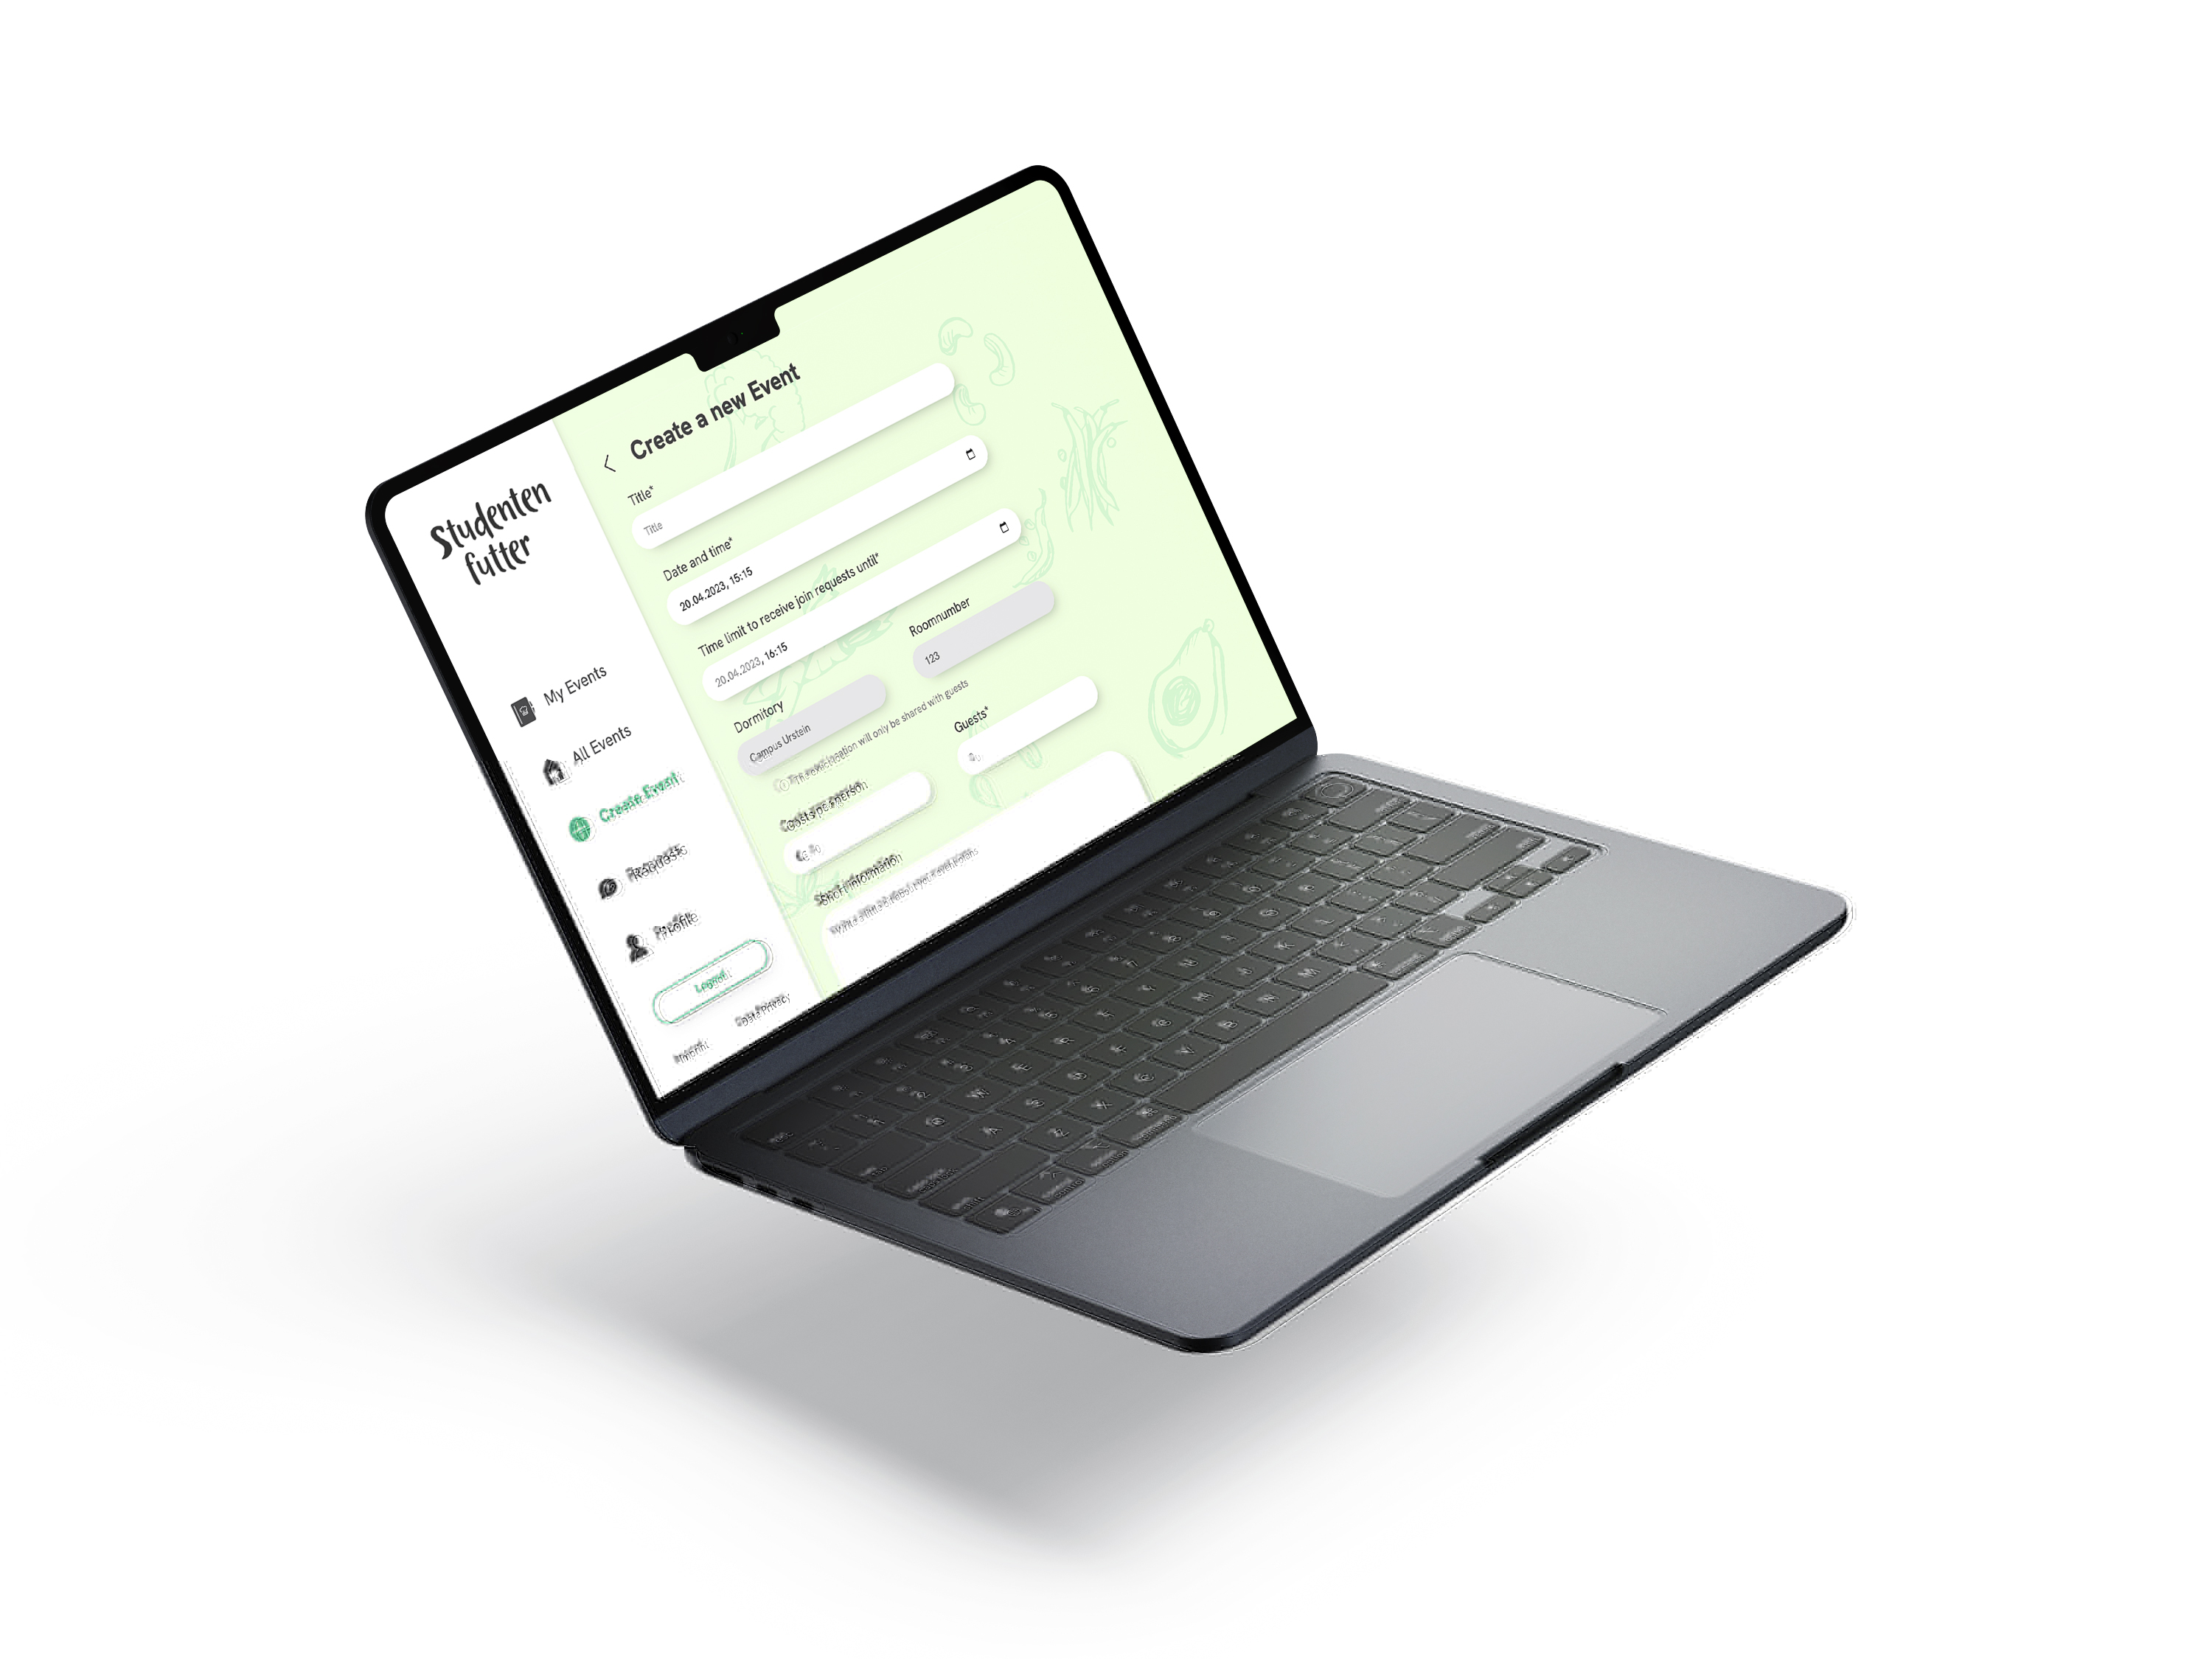 Studenten
futter
My Events
All Events
Create Event
Requests
Profile
Logout
Data Privacy
Imprint
Create a new Event
Title*
Title
Date and time*
20.04.2023, 15:15
Time limit to receive join requests until*
20.04.2023, 16:15
Dormitory
Campus Urstein
Roomnumber
123
The exact location will only be shared with guests
Costs per person
Guests*
Short information